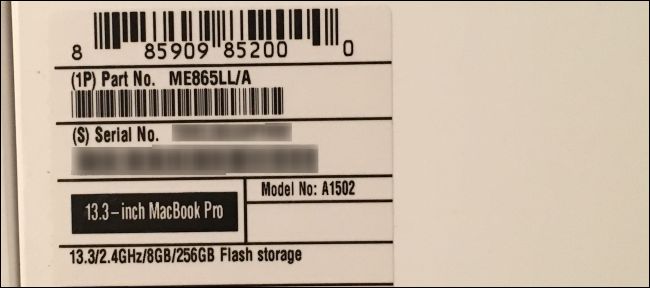 8 85909 85200 0
(1P) Part No. ME865LL/A
(S) Serial No.
Model No: A1502
13.3-inch MacBook Pro
13.3/2.4GHz/8GB/256GB Flash storage